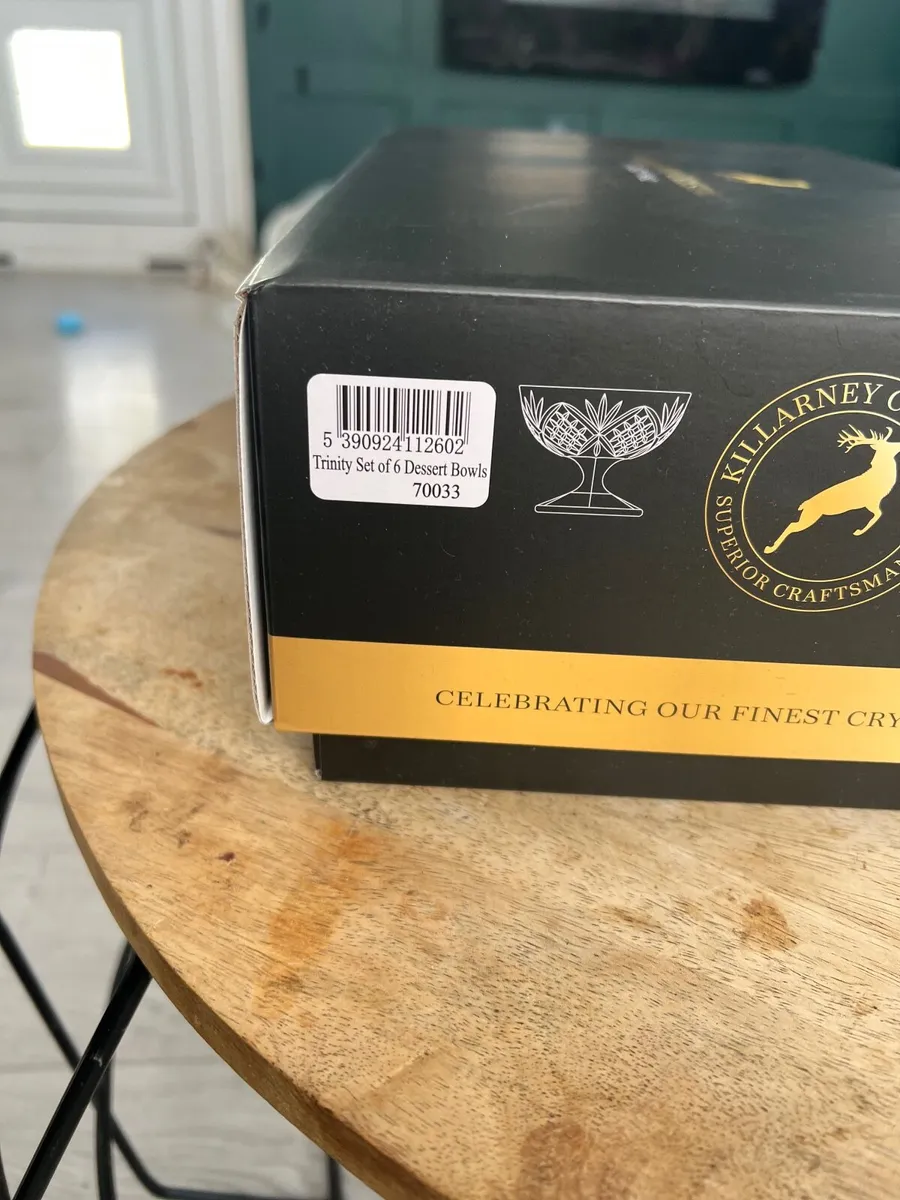 5 390924 112602
Trinity Set of 6 Dessert Bowls
70033
KILLARNEY C
SUPERIOR CRAFTSMAN
CELEBRATING OUR FINEST CRY